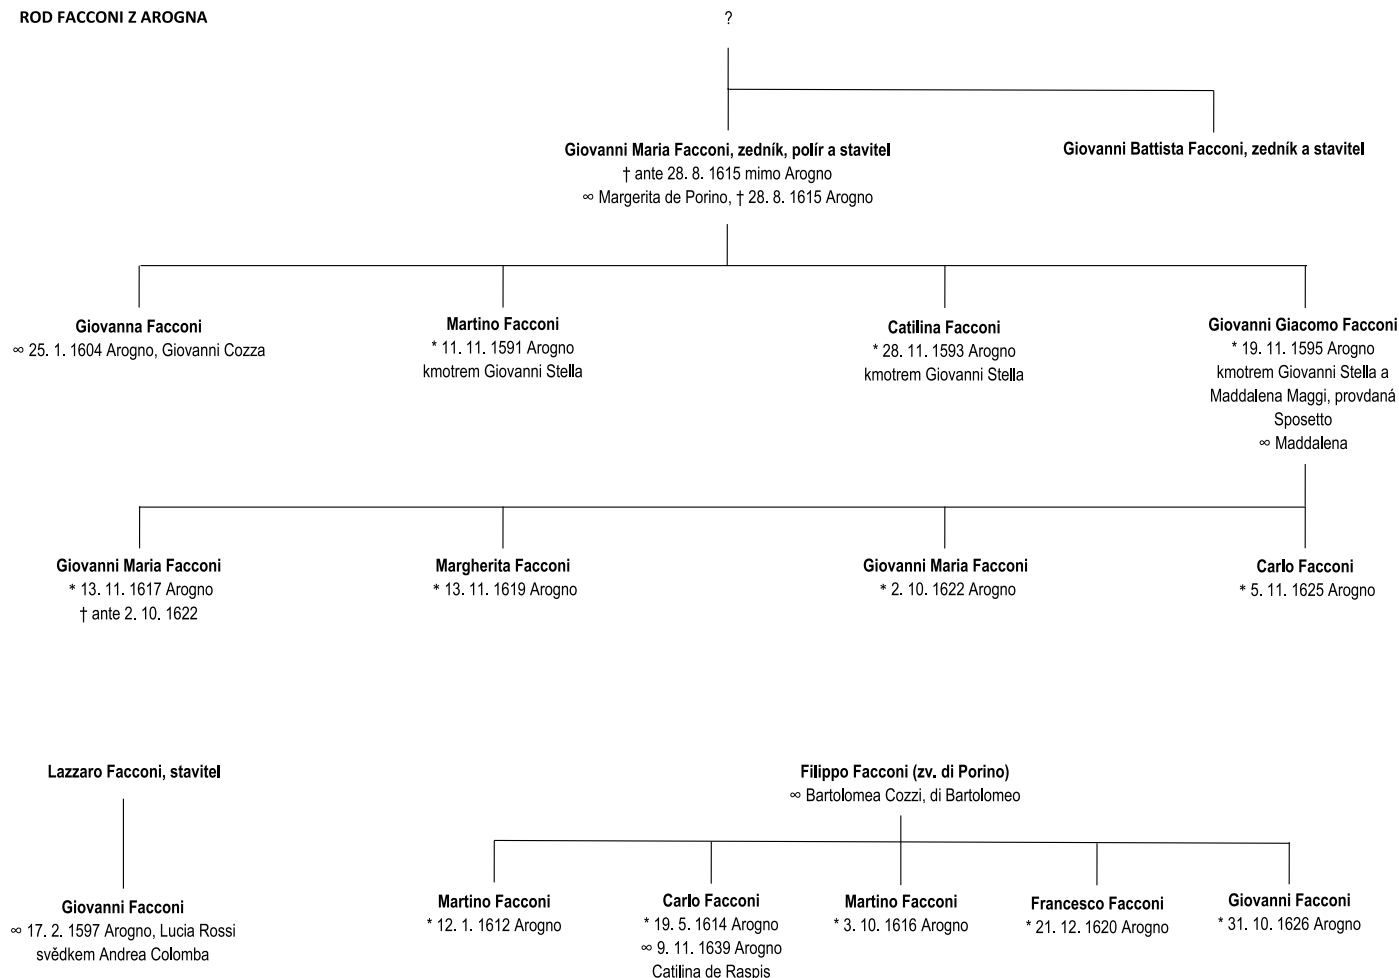 ROD FACCONI Z AROGNA
?
Giovanni Maria Facconi, zedník, polír a stavitel
† ante 28. 8. 1615 mimo Arogno
∞ Margerita de Porino, † 28. 8. 1615 Arogno
Giovanni Battista Facconi, zedník a stavitel
Giovanna Facconi
∞ 25. 1. 1604 Arogno, Giovanni Cozza
Martino Facconi
* 11. 11. 1591 Arogno
kmotrem Giovanni Stella
Catilina Facconi
* 28. 11. 1593 Arogno
kmotrem Giovanni Stella
Giovanni Giacomo Facconi
* 19. 11. 1595 Arogno
kmotrem Giovanni Stella a
Maddalena Maggi, provdaná
Sposetto
∞ Maddalena
Giovanni Maria Facconi
* 13. 11. 1617 Arogno
† ante 2. 10. 1622
Margherita Facconi
* 13. 11. 1619 Arogno
Giovanni Maria Facconi
* 2. 10. 1622 Arogno
Carlo Facconi
* 5. 11. 1625 Arogno
Lazzaro Facconi, stavitel
Giovanni Facconi
∞ 17. 2. 1597 Arogno, Lucia Rossi
svědkem Andrea Colomba
Filippo Facconi (zv. di Porino)
∞ Bartolomea Cozzi, di Bartolomeo
Martino Facconi
* 12. 1. 1612 Arogno
Carlo Facconi
* 19. 5. 1614 Arogno
∞ 9. 11. 1639 Arogno
Catilina de Raspis
Martino Facconi
* 3. 10. 1616 Arogno
Francesco Facconi
* 21. 12. 1620 Arogno
Giovanni Facconi
* 31. 10. 1626 Arogno